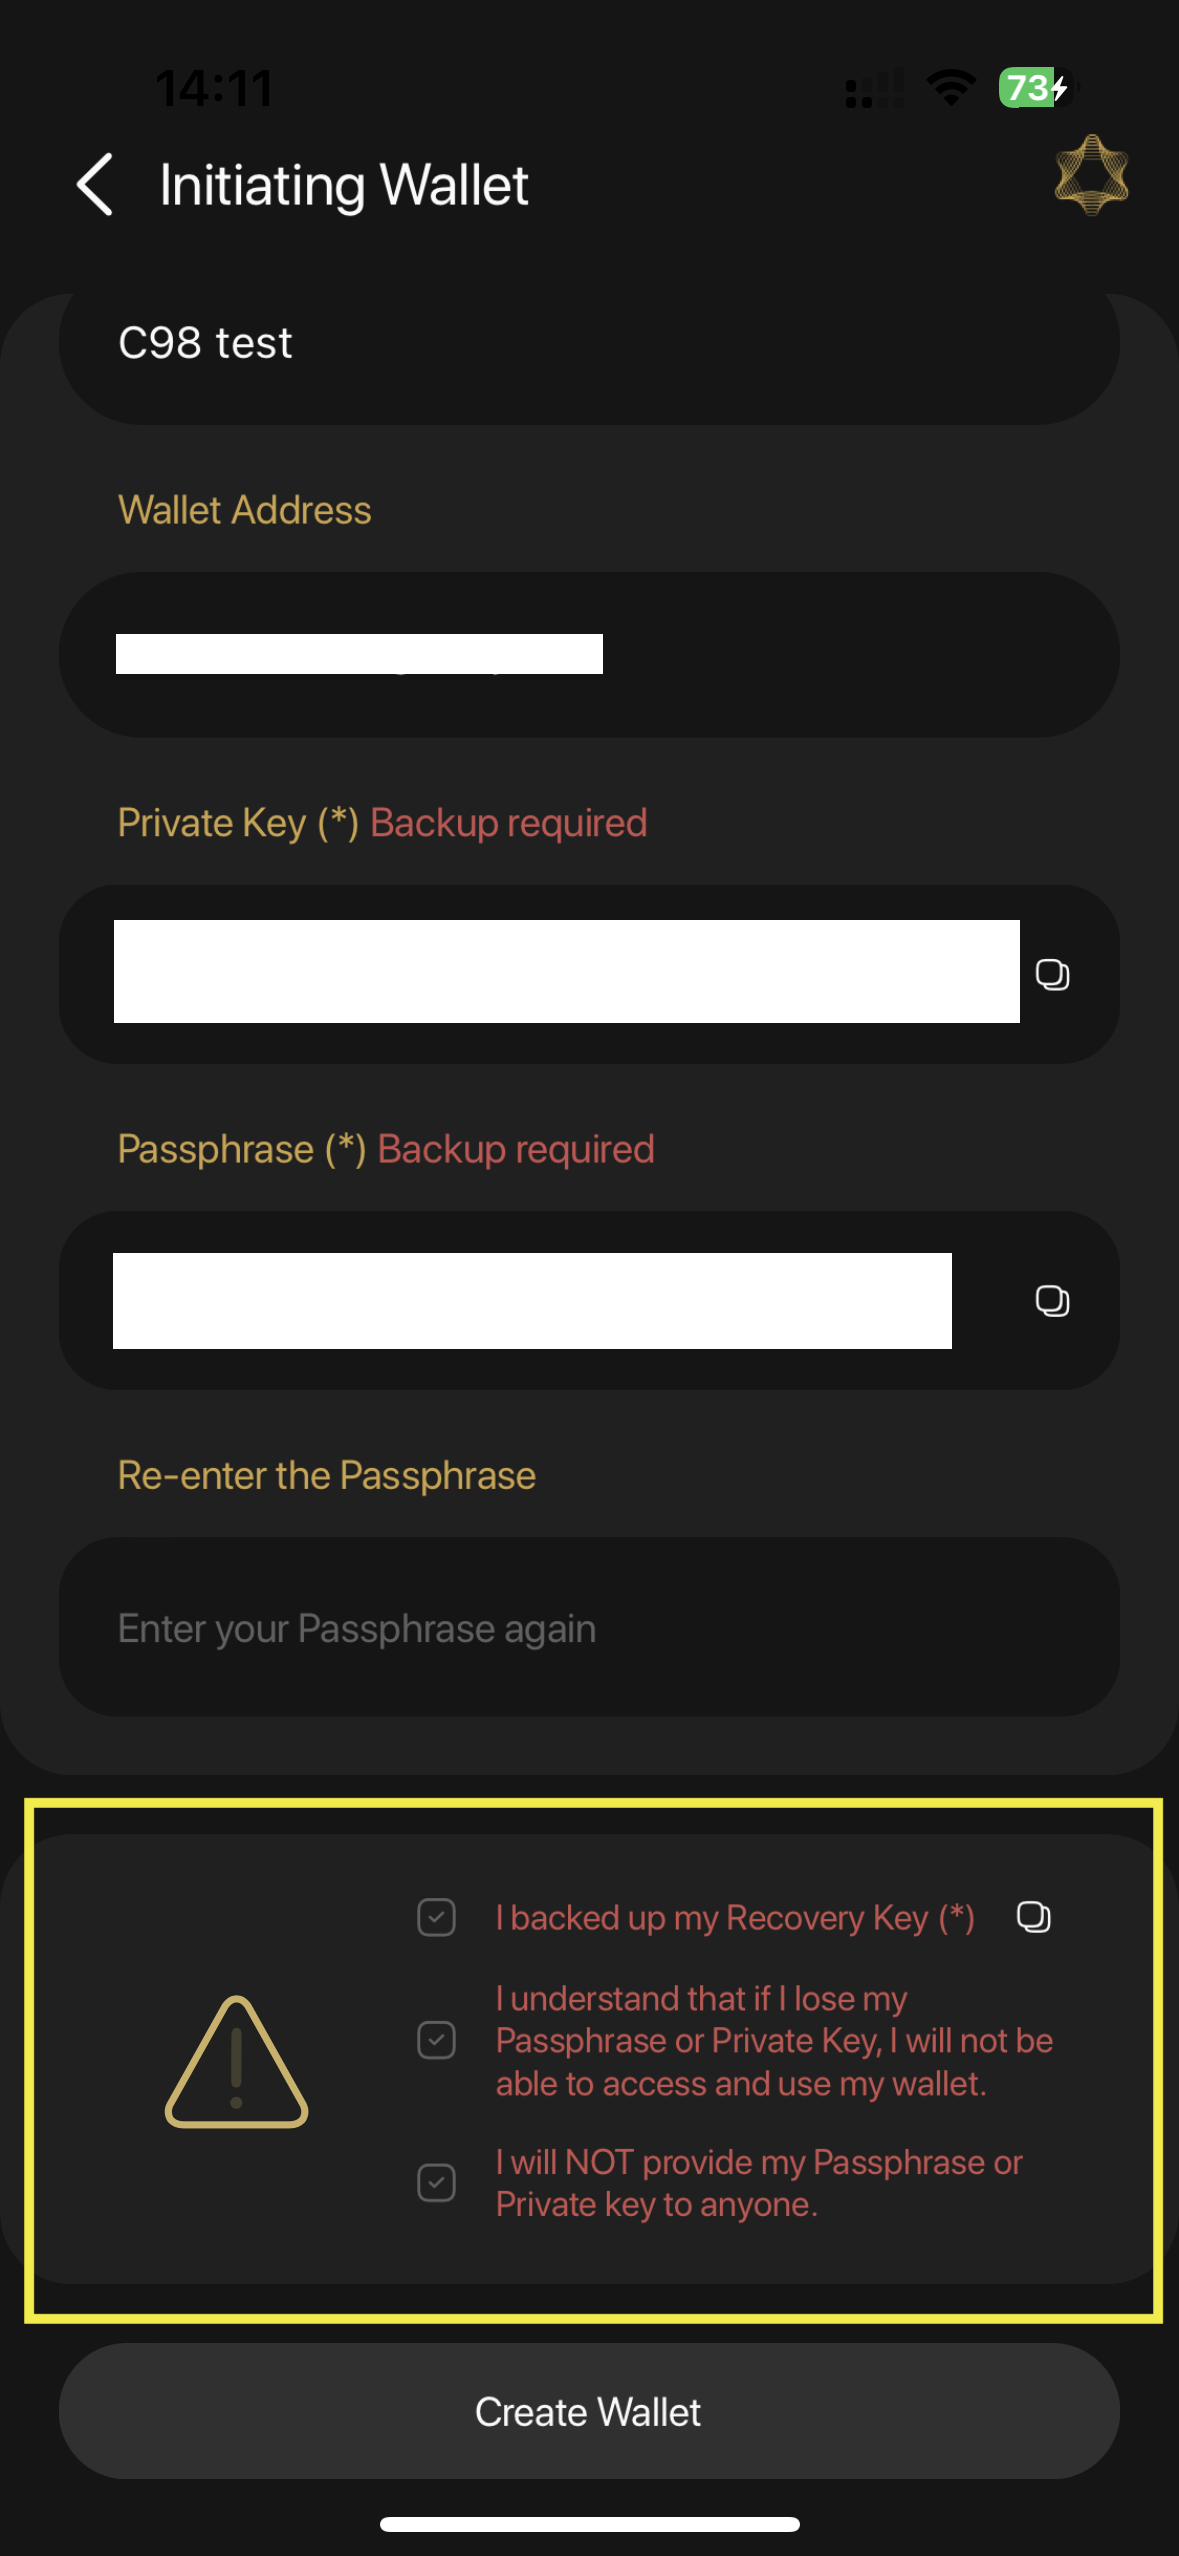 14:11
73
Initiating Wallet
C98 test
Wallet Address
Private Key (*) Backup required
Passphrase (*) Backup required
Re-enter the Passphrase
Enter your Passphrase again
I backed up my Recovery Key (*)
I understand that if I lose my
Passphrase or Private Key, I will not be
able to access and use my wallet.
I will NOT provide my Passphrase or
Private key to anyone.
Create Wallet